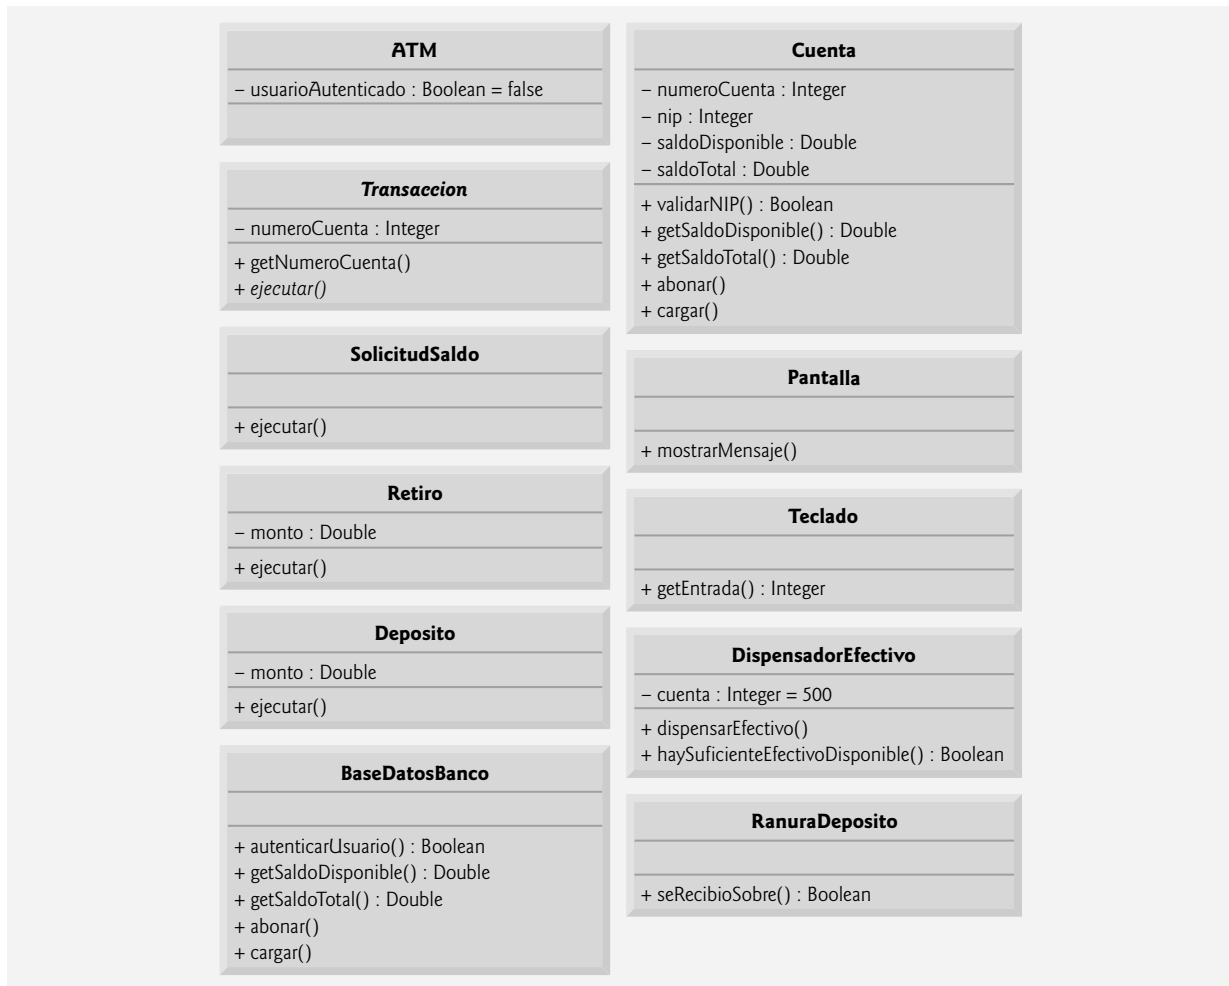 ATM
– usuarioAutenticado : Boolean = false
Transaccion
– numeroCuenta : Integer
+ getNumeroCuenta()
+ ejecutar()
SolicitudSaldo
+ ejecutar()
Retiro
– monto : Double
+ ejecutar()
Deposito
– monto : Double
+ ejecutar()
BaseDatosBanco
+ autenticarUsuario() : Boolean
+ getSaldoDisponible() : Double
+ getSaldoTotal() : Double
+ abonar()
+ cargar()
Cuenta
– numeroCuenta : Integer
– nip : Integer
– saldoDisponible : Double
– saldoTotal : Double
+ validarNIP() : Boolean
+ getSaldoDisponible() : Double
+ getSaldoTotal() : Double
+ abonar()
+ cargar()
Pantalla
+ mostrarMensaje()
Teclado
+ getEntrada() : Integer
DispensadorEfectivo
– cuenta : Integer = 500
+ dispensarEfectivo()
+ haySuficienteEfectivoDisponible() : Boolean
RanuraDeposito
+ seRecibioSobre() : Boolean